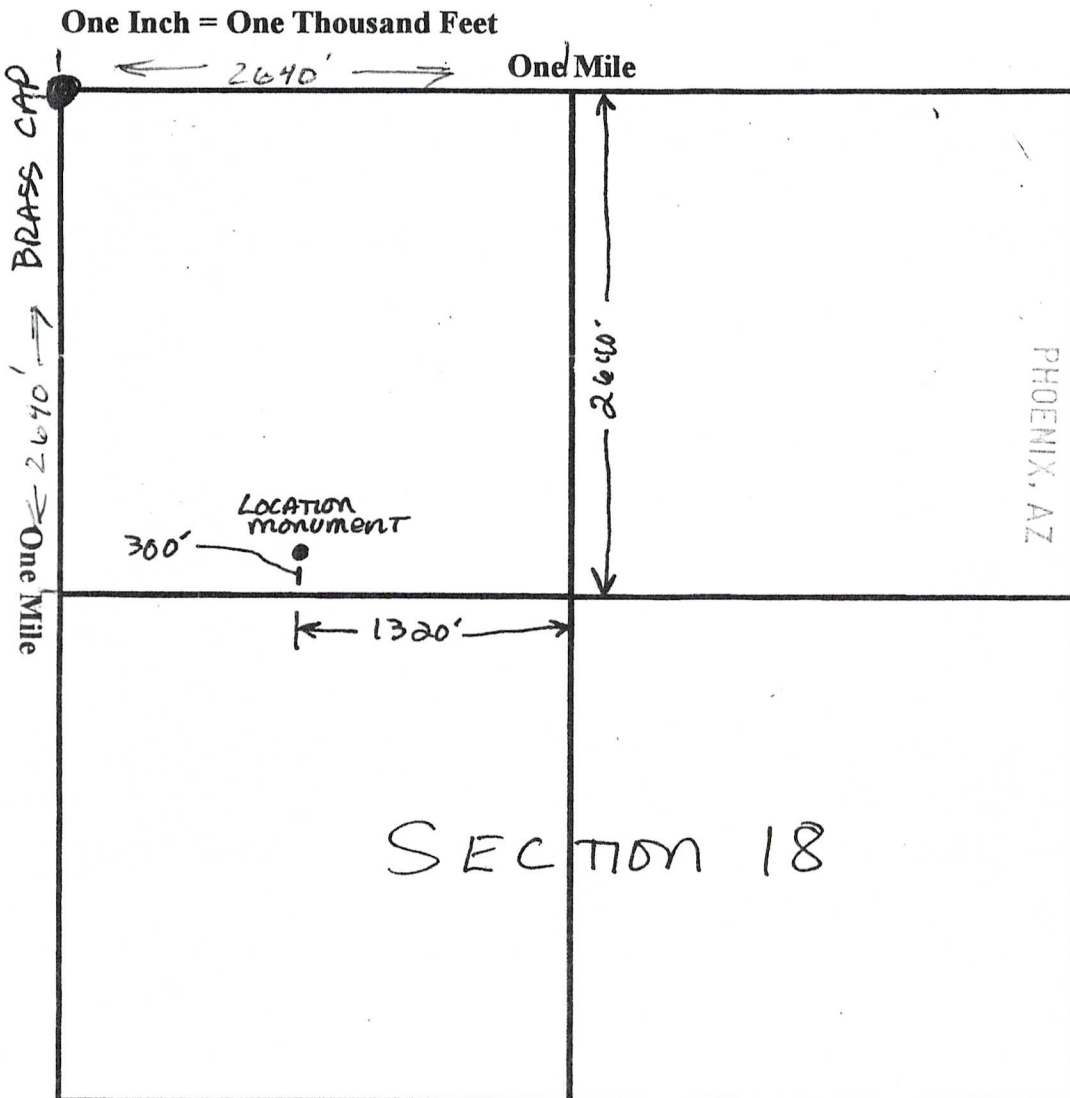 One Inch = One Thousand Feet
2640'
One Mile
BRASS CAP
2640'
One Mile
2640'
PHOENIX, AZ
LOCATION
MONUMENT
300'
1320'
SECTION 18